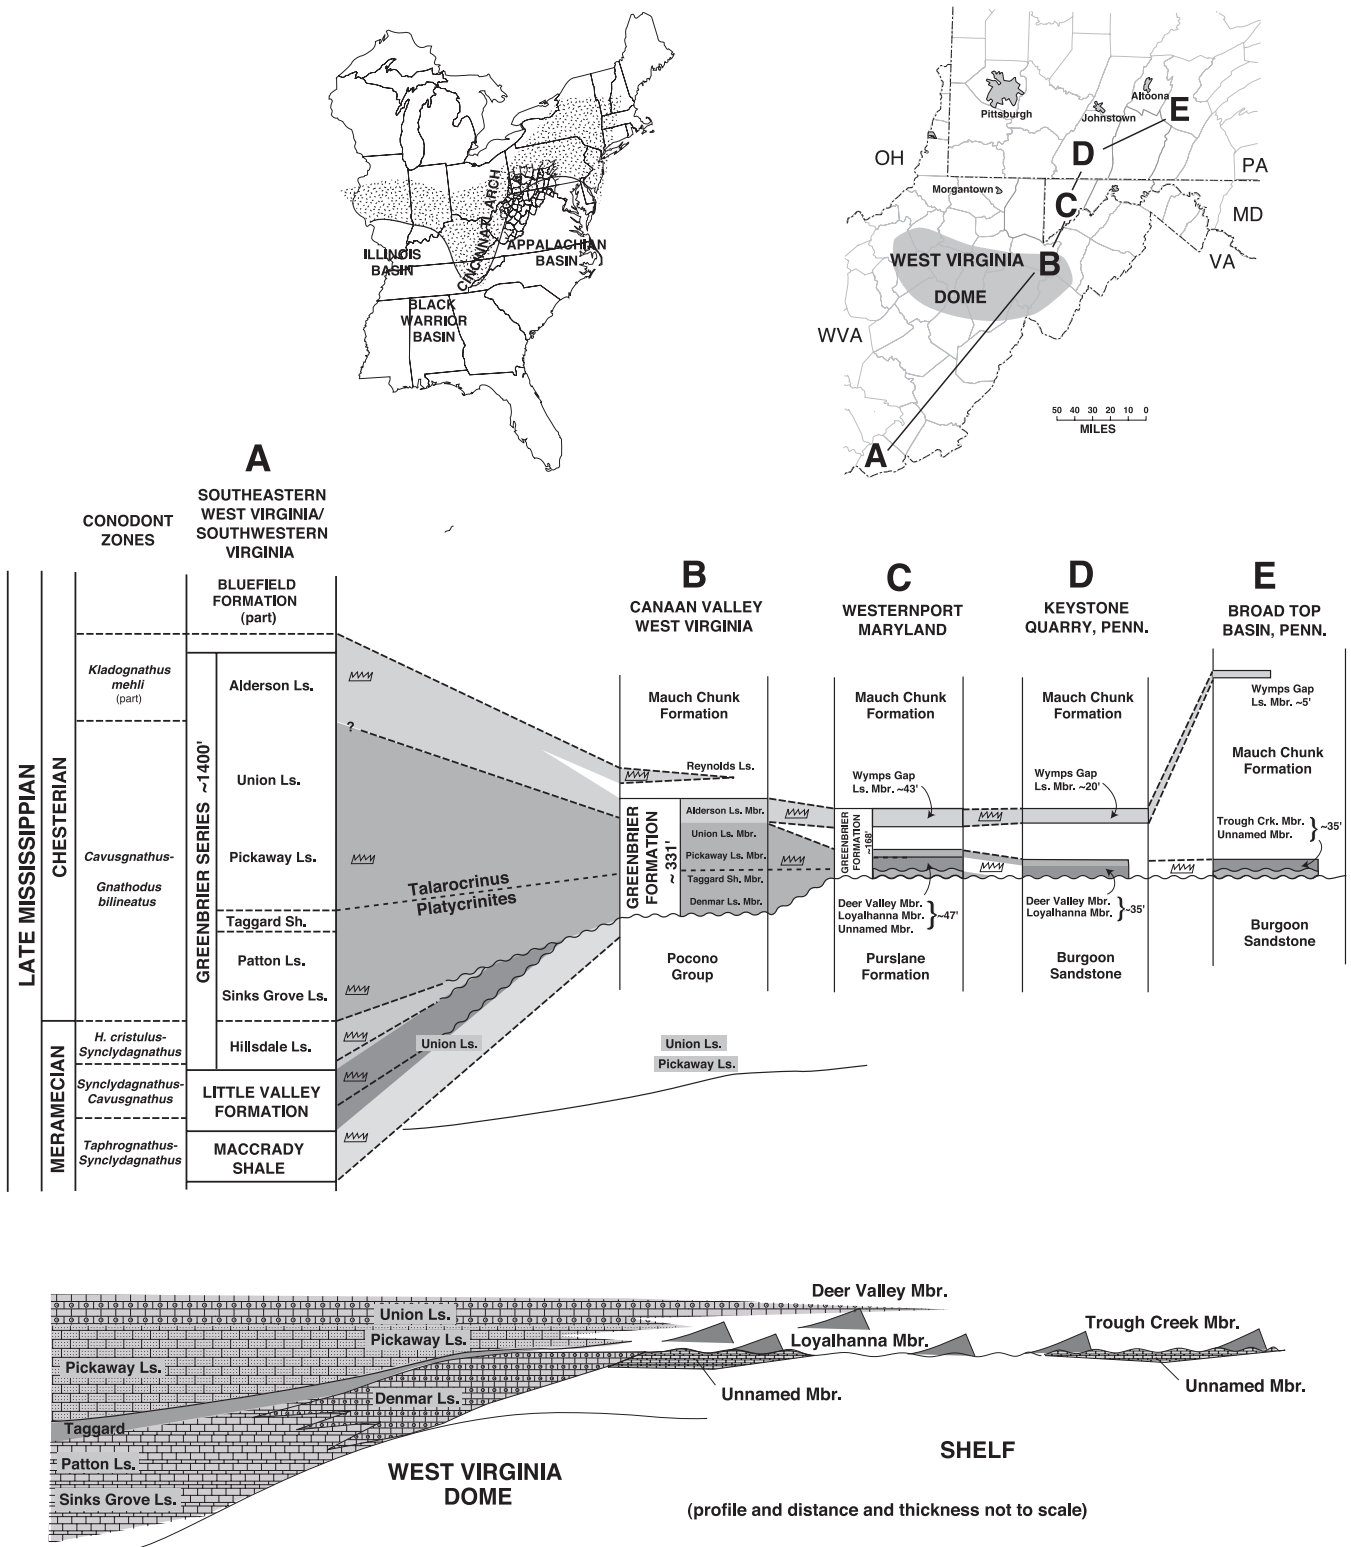 ILLINOIS
BASIN
CINCINNATI ARCH
APPALACHIAN
BASIN
BLACK
WARRIOR
BASIN
Pittsburgh
Altoona
Johnstown
E
D
OH
PA
Morgantown
C
MD
WEST VIRGINIA
DOME
B
VA
WVA
A
50 40 30 20 10 0
MILES
CONODONT
ZONES
A
SOUTHEASTERN
WEST VIRGINIA/
SOUTHWESTERN
VIRGINIA
B
CANAAN VALLEY
WEST VIRGINIA
C
WESTERNPORT
MARYLAND
D
KEYSTONE
QUARRY, PENN.
E
BROAD TOP
BASIN, PENN.
LATE MISSISSIPPIAN
CHESTERIAN
MERAMECIAN
Kladognathus
mehli
(part)
Cavusgnathus-
Gnathodus
bilineatus
H. cristulus-
Synclydagnathus
Synclydagnathus-
Cavusgnathus
Taphrognathus-
Synclydagnathus
BLUEFIELD
FORMATION
(part)
GREENBRIER SERIES ~1400'
Alderson Ls.
Union Ls.
Pickaway Ls.
Taggard Sh.
Patton Ls.
Sinks Grove Ls.
Hillsdale Ls.
LITTLE VALLEY
FORMATION
MACCRADY
SHALE
?
Talarocrinus
Platycrinites
Union Ls.
Mauch Chunk
Formation
Reynolds Ls.
GREENBRIER
FORMATION
~ 331'
Alderson Ls. Mbr.
Union Ls. Mbr.
Pickaway Ls. Mbr.
Taggard Sh. Mbr.
Denmar Ls. Mbr.
Pocono
Group
Union Ls.
Pickaway Ls.
Mauch Chunk
Formation
Wymps Gap
Ls. Mbr. ~43'
GREENBRIER
FORMATION
~168'
Deer Valley Mbr.
Loyalhanna Mbr.
Unnamed Mbr.
~47'
Purslane
Formation
Mauch Chunk
Formation
Wymps Gap
Ls. Mbr. ~20'
Deer Valley Mbr.
Loyalhanna Mbr.
~35'
Burgoon
Sandstone
Wymps Gap
Ls. Mbr. ~5'
Mauch Chunk
Formation
Trough Crk. Mbr.
Unnamed Mbr.
~35'
Burgoon
Sandstone
Deer Valley Mbr.
Union Ls.
Pickaway Ls.
Loyalhanna Mbr.
Trough Creek Mbr.
Pickaway Ls.
Unnamed Mbr.
Unnamed Mbr.
Denmar Ls.
Taggard
Patton Ls.
Sinks Grove Ls.
WEST VIRGINIA
DOME
SHELF
(profile and distance and thickness not to scale)